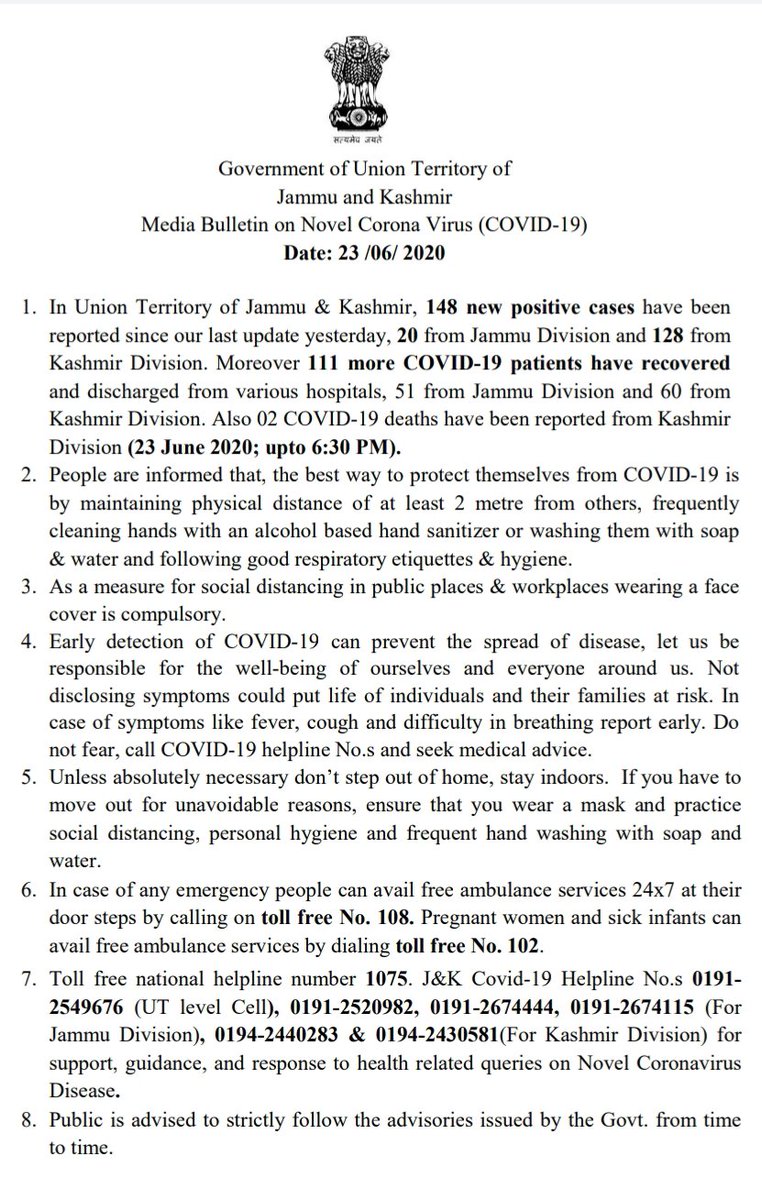 सत्यमेव जयते
Government of Union Territory of
Jammu and Kashmir
Media Bulletin on Novel Corona Virus (COVID-19)
Date: 23 /06/ 2020
1. In Union Territory of Jammu & Kashmir, 148 new positive cases have been
reported since our last update yesterday, 20 from Jammu Division and 128 from
Kashmir Division. Moreover 111 more COVID-19 patients have recovered
and discharged from various hospitals, 51 from Jammu Division and 60 from
Kashmir Division. Also 02 COVID-19 deaths have been reported from Kashmir
Division (23 June 2020; upto 6:30 PM).
2. People are informed that, the best way to protect themselves from COVID-19 is
by maintaining physical distance of at least 2 metre from others, frequently
cleaning hands with an alcohol based hand sanitizer or washing them with soap
& water and following good respiratory etiquettes & hygiene.
3. As a measure for social distancing in public places & workplaces wearing a face
cover is compulsory.
4. Early detection of COVID-19 can prevent the spread of disease, let us be
responsible for the well-being of ourselves and everyone around us. Not
disclosing symptoms could put life of individuals and their families at risk. In
case of symptoms like fever, cough and difficulty in breathing report early. Do
not fear, call COVID-19 helpline No.s and seek medical advice.
5. Unless absolutely necessary don’t step out of home, stay indoors. If you have to
move out for unavoidable reasons, ensure that you wear a mask and practice
social distancing, personal hygiene and frequent hand washing with soap and
water.
6. In case of any emergency people can avail free ambulance services 24x7 at their
door steps by calling on toll free No. 108. Pregnant women and sick infants can
avail free ambulance services by dialing toll free No. 102.
7. Toll free national helpline number 1075. J&K Covid-19 Helpline No.s 0191-
2549676 (UT level Cell), 0191-2520982, 0191-2674444, 0191-2674115 (For
Jammu Division), 0194-2440283 & 0194-2430581(For Kashmir Division) for
support, guidance, and response to health related queries on Novel Coronavirus
Disease.
8. Public is advised to strictly follow the advisories issued by the Govt. from time
to time.